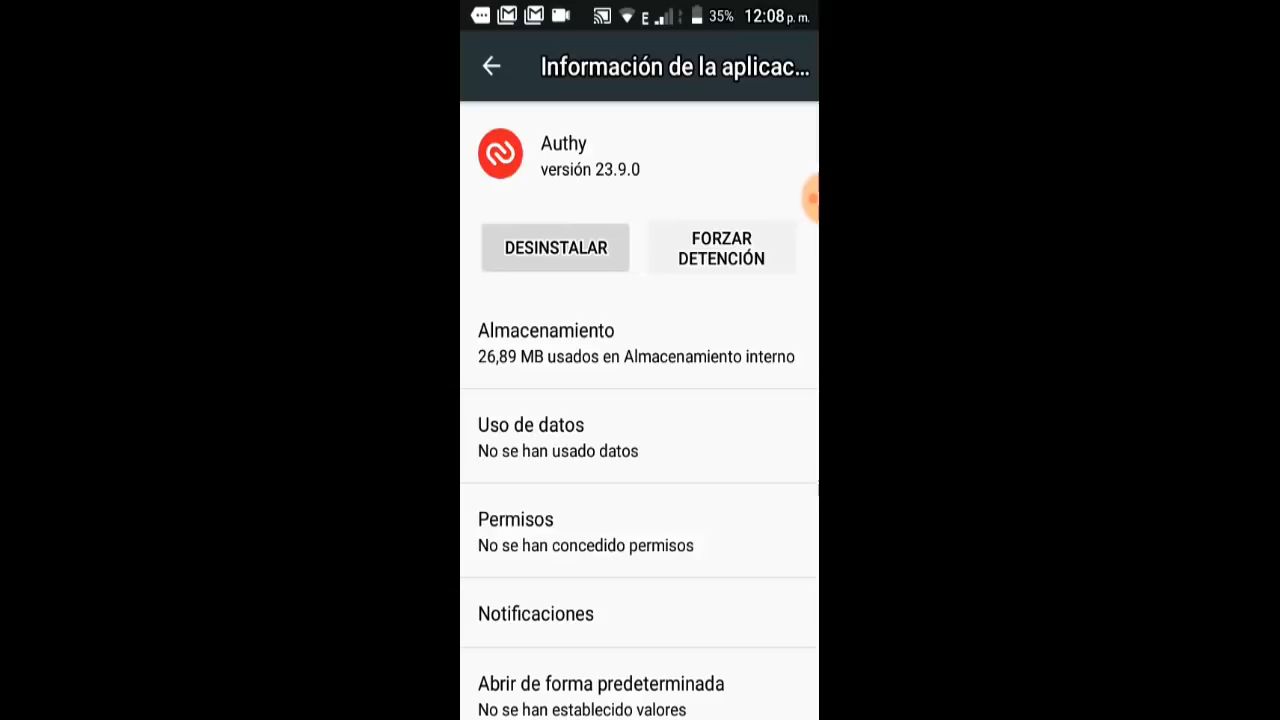 E 35% 12:08 p. m.
Información de la aplicac...
Authy
versión 23.9.0
DESINSTALAR
FORZAR
DETENCIÓN
Almacenamiento
26,89 MB usados en Almacenamiento interno
Uso de datos
No se han usado datos
Permisos
No se han concedido permisos
Notificaciones
Abrir de forma predeterminada
No se han establecido valores